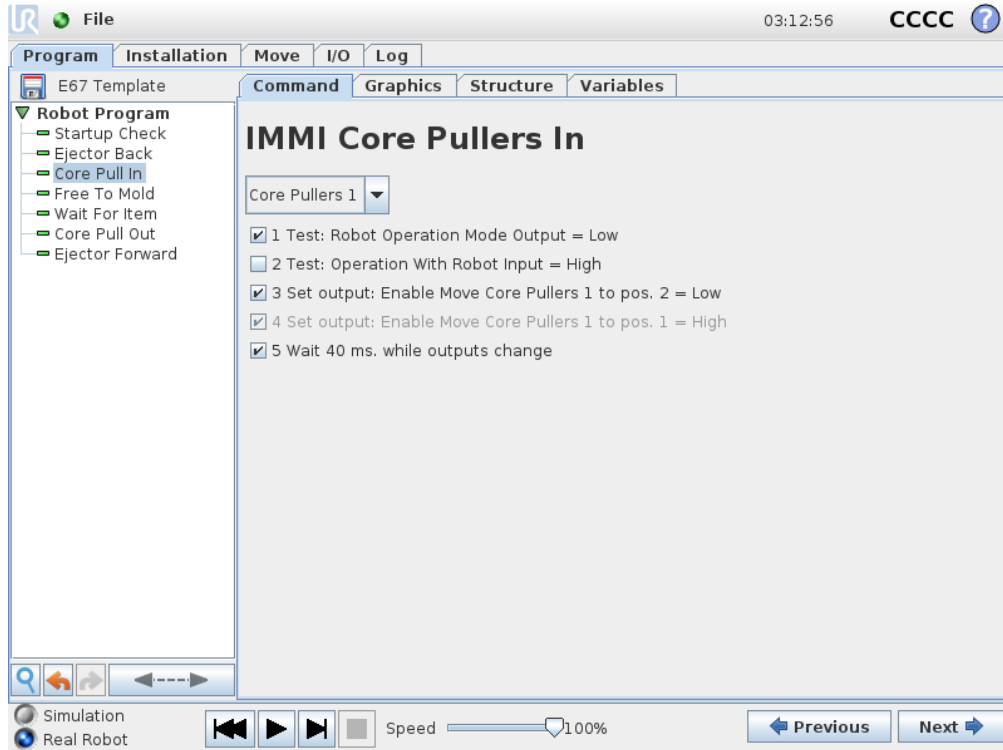 UR File 03:12:56 CCCC ?
Program Installation Move I/O Log
E67 Template Command Graphics Structure Variables
Robot Program
Startup Check
Ejector Back
Core Pull In
Free To Mold
Wait For Item
Core Pull Out
Ejector Forward
IMMI Core Pullers In
Core Pullers 1
1 Test: Robot Operation Mode Output = Low
2 Test: Operation With Robot Input = High
3 Set output: Enable Move Core Pullers 1 to pos. 2 = Low
4 Set output: Enable Move Core Pullers 1 to pos. 1 = High
5 Wait 40 ms. while outputs change
Simulation
Real Robot
Speed 100% Previous Next